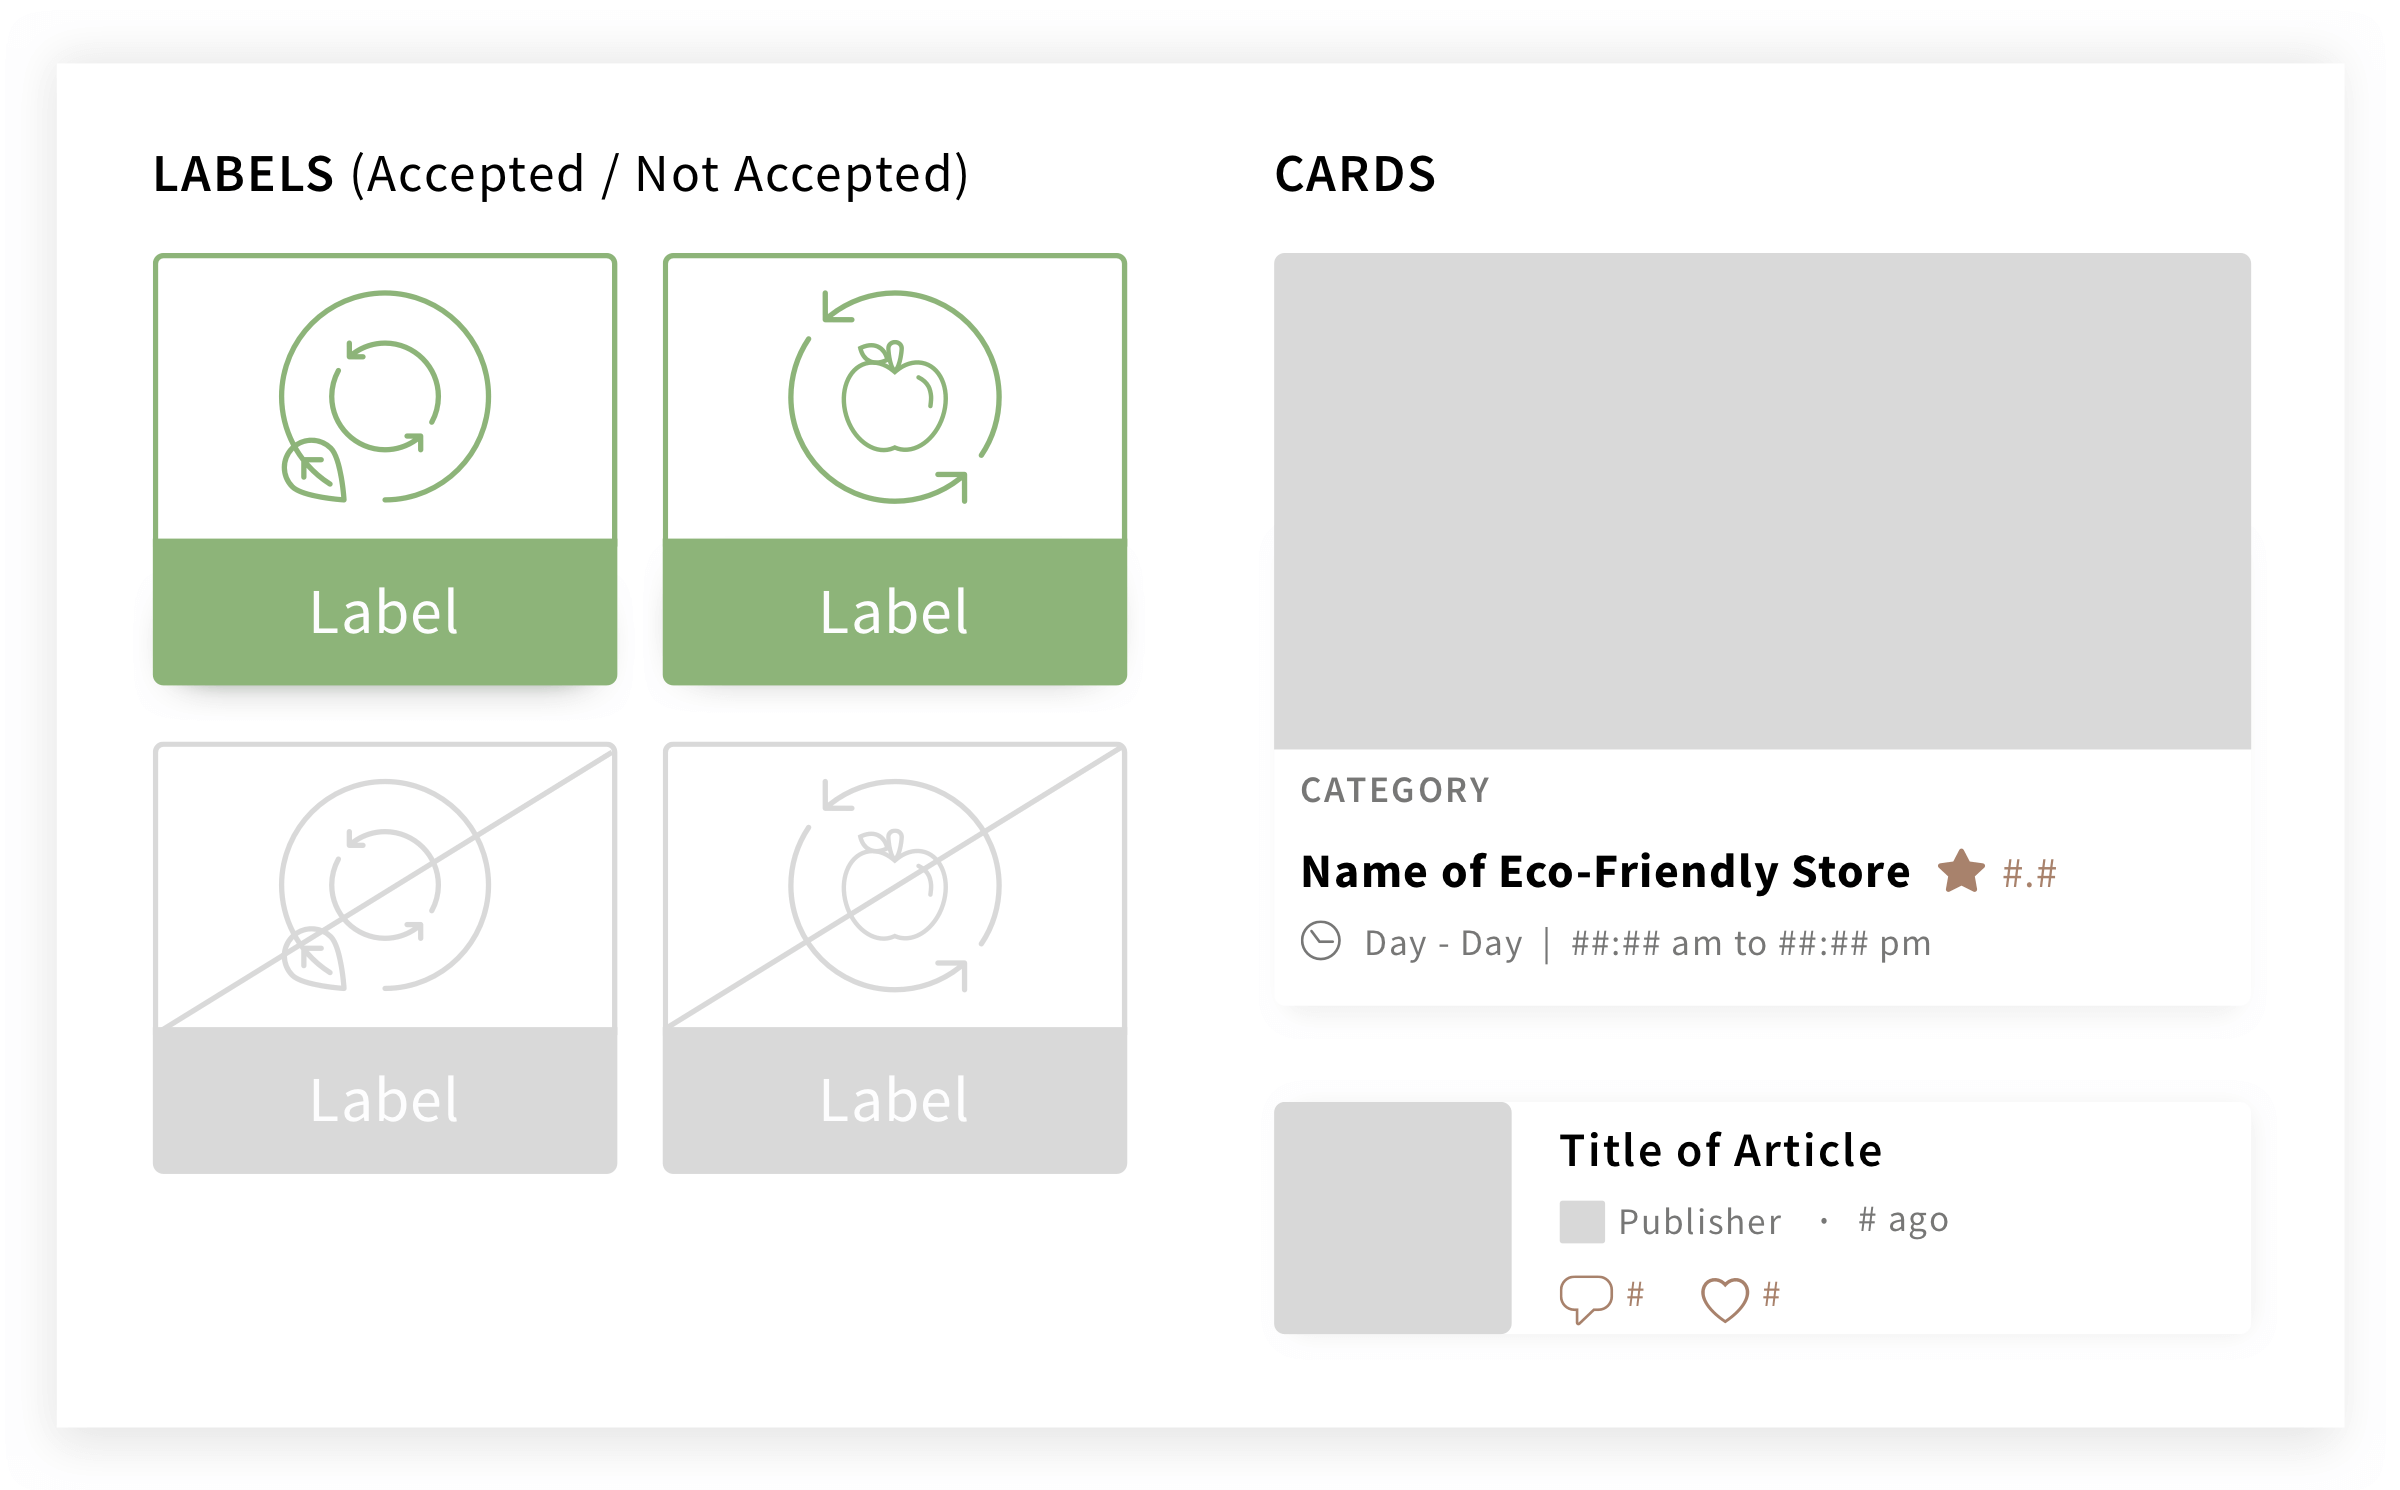 LABELS (Accepted / Not Accepted)
Label
Label
Label
Label
CARDS
CATEGORY
Name of Eco-Friendly Store #.#
Day - Day | ##:## am to ##:## pm
Title of Article
Publisher · # ago
# #